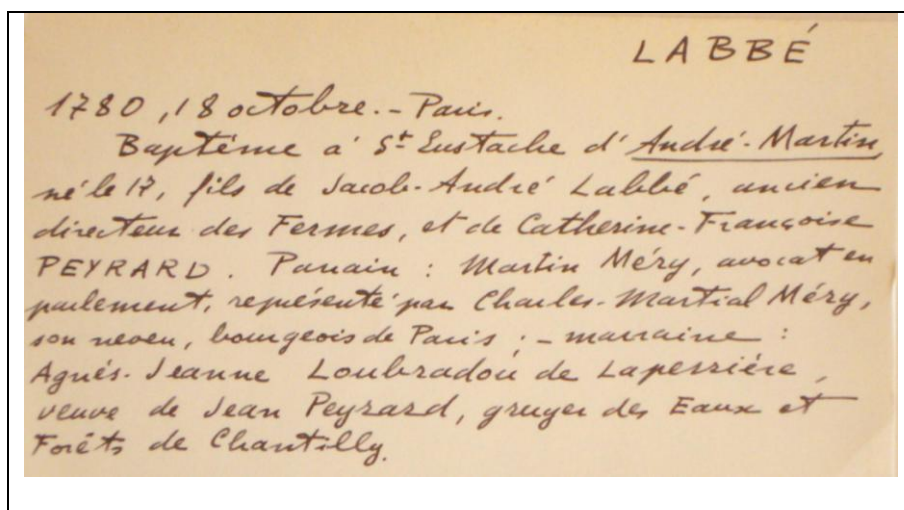 LABBÉ
1780, 18 octobre. - Paris.
Baptême à St Eustache d'André-Martin,
né le 17, fils de Jacob-André Labbé, ancien
directeur des Fermes, et de Catherine-Françoise
PEYRARD. Parrain : Martin Méry, avocat en
parlement, représenté par Charles-Martial Méry,
son neveu, bourgeois de Paris ; - marraine :
Agnès-Jeanne Loubradou de Laperrière,
veuve de Jean Peyrard, gruyer des Eaux et
Forêts de Chantilly.